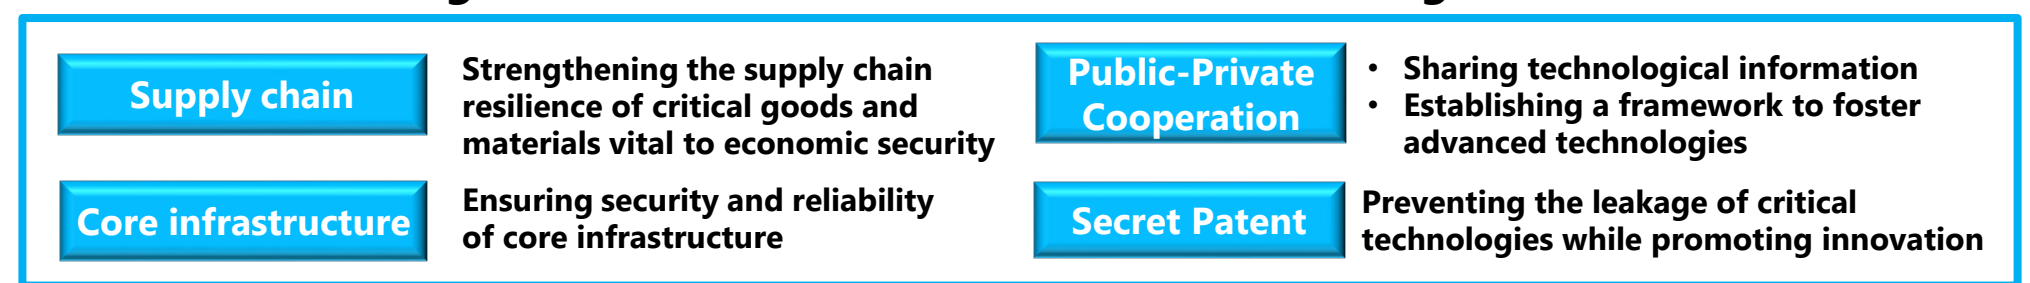 Supply chain
Strengthening the supply chain
resilience of critical goods and
materials vital to economic security
Core infrastructure
Ensuring security and reliability
of core infrastructure
Public-Private
Cooperation
• Sharing technological information
• Establishing a framework to foster
advanced technologies
Secret Patent
Preventing the leakage of critical
technologies while promoting innovation